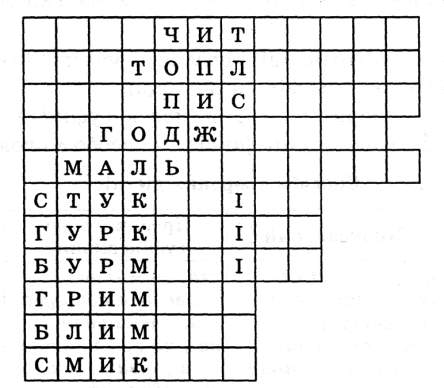 ЧИТ
ТОПЛ
ПИС
ГОДЖ
МАЛЬ
СТУК І
ГУРК І
БУРМ І
ГРИМ
БЛИМ
СМИК